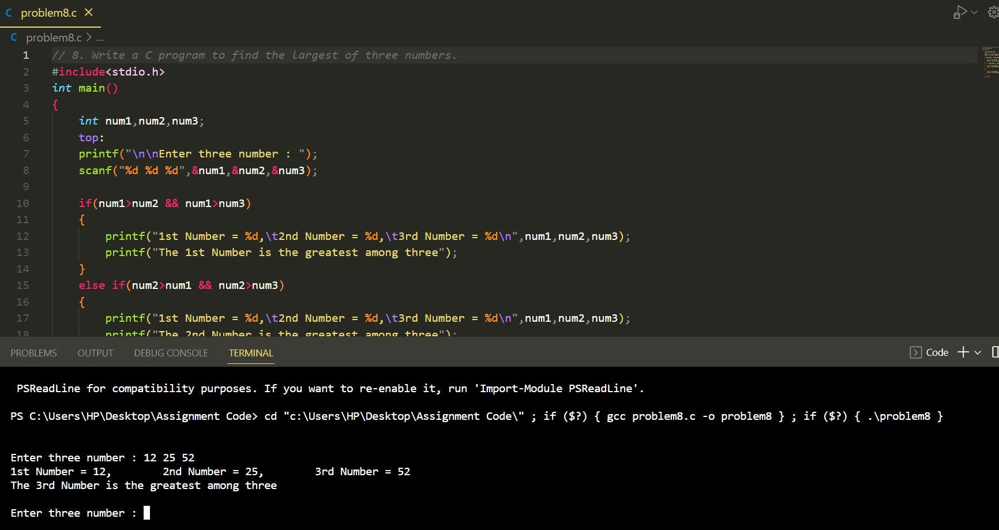 problem8.c
problem8.c > ...
1 // 8. Write a C program to find the largest of three numbers.
2 #include<stdio.h>
3 int main()
4 {
5 int num1,num2,num3;
6 top:
7 printf("\n\nEnter three number : ");
8 scanf("%d %d %d",&num1,&num2,&num3);
9
10 if(num1>num2 && num1>num3)
11 {
12 printf("1st Number = %d,\t2nd Number = %d,\t3rd Number = %d\n",num1,num2,num3);
13 printf("The 1st Number is the greatest among three");
14 }
15 else if(num2>num1 && num2>num3)
16 {
17 printf("1st Number = %d,\t2nd Number = %d,\t3rd Number = %d\n",num1,num2,num3);
18 printf("The 2nd Number is the greatest among three");
PROBLEMS OUTPUT DEBUG CONSOLE TERMINAL Code
PSReadLine for compatibility purposes. If you want to re-enable it, run 'Import-Module PSReadLine'.
PS C:\Users\HP\Desktop\Assignment Code> cd "c:\Users\HP\Desktop\Assignment Code\" ; if ($?) { gcc problem8.c -o problem8 } ; if ($?) { .\problem8 }
Enter three number : 12 25 52
1st Number = 12, 2nd Number = 25, 3rd Number = 52
The 3rd Number is the greatest among three
Enter three number :